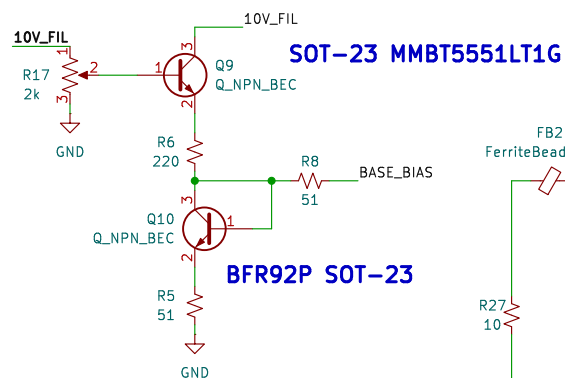 10V_FIL
10V_FIL
SOT-23 MMBT5551LT1G
1
3
R17
2k
2
3
1
Q9
Q_NPN_BEC
2
GND
R6
220
R8
51
BASE_BIAS
FB2
FerriteBead
3
Q10
Q_NPN_BEC
1
2
BFR92P SOT-23
R5
51
R27
10
GND